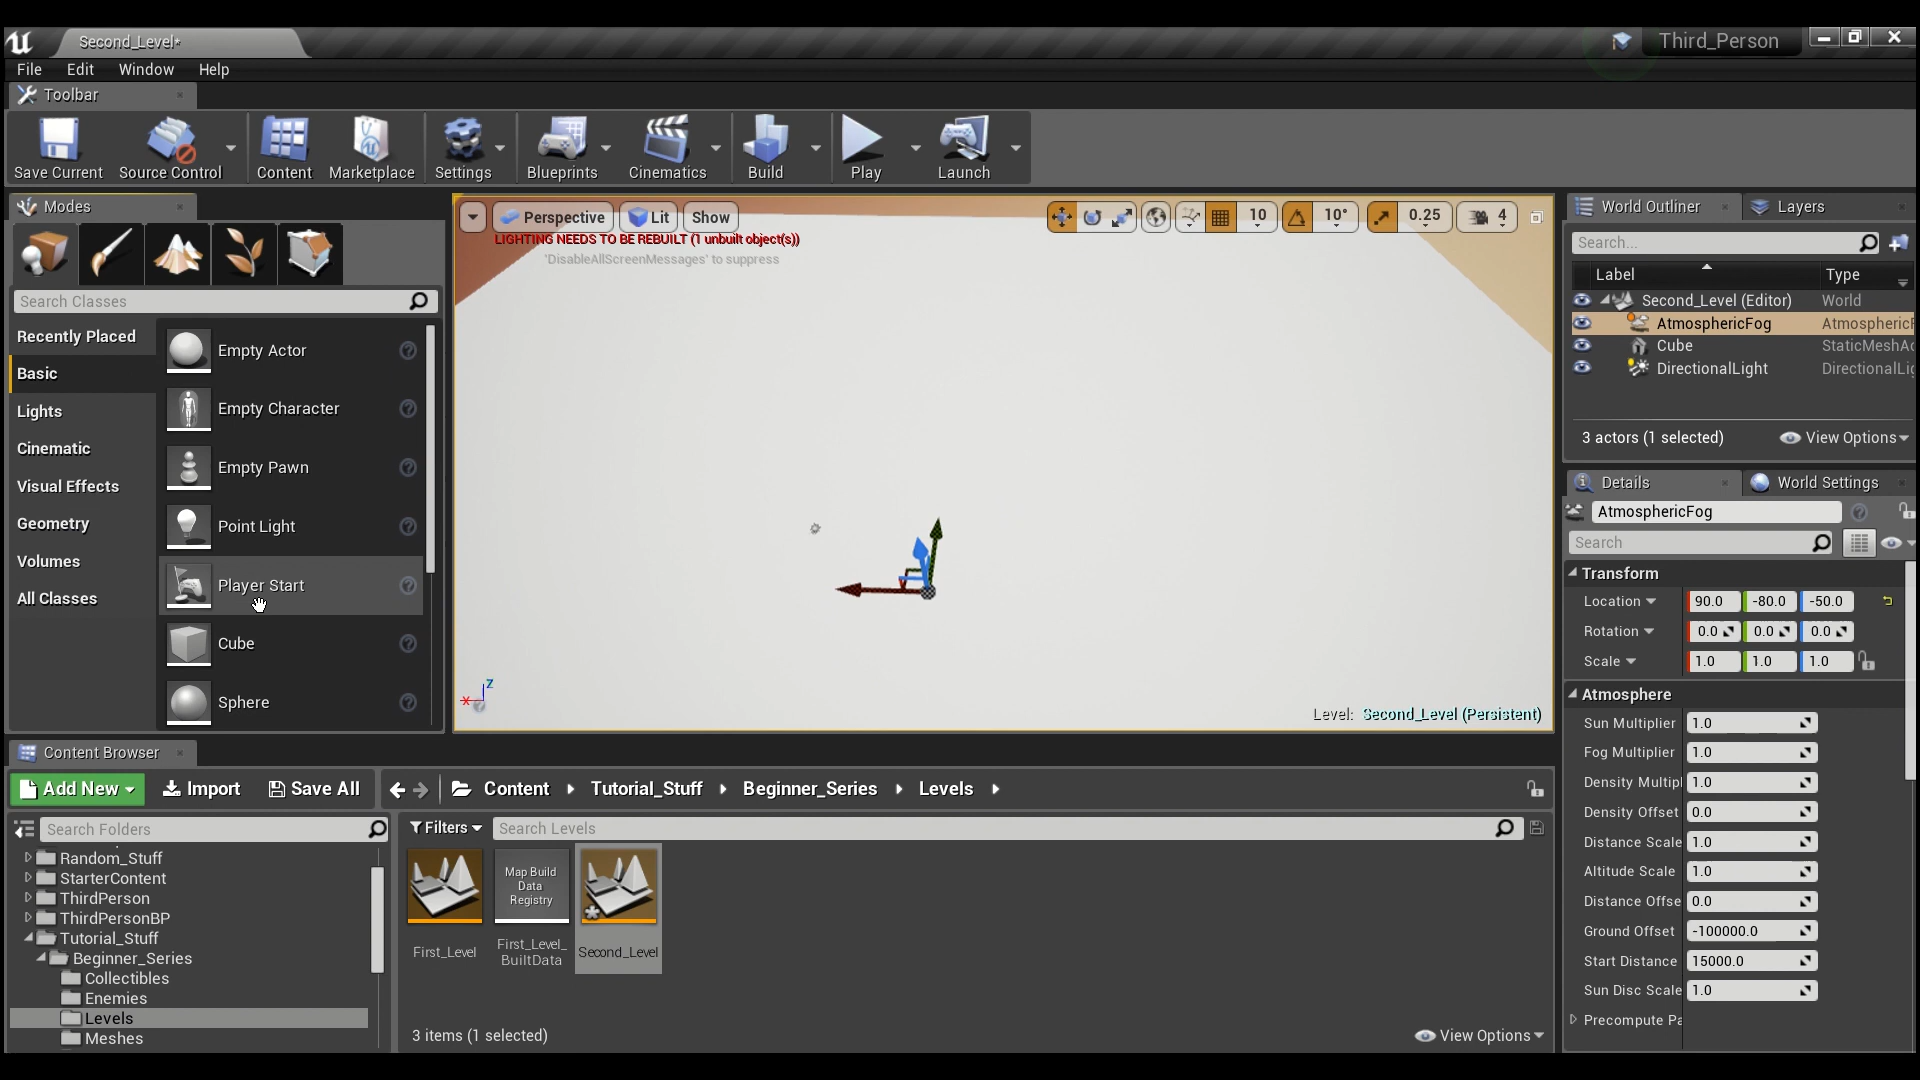 Second_Level*
Third_Person
File Edit Window Help
Toolbar
Save Current Source Control Content Marketplace Settings Blueprints Cinematics Build Play Launch
Modes
Search Classes
Recently Placed
Basic
Lights
Cinematic
Visual Effects
Geometry
Volumes
All Classes
Empty Actor
Empty Character
Empty Pawn
Point Light
Player Start
Cube
Sphere
Perspective Lit Show
10 10° 0.25 4
LIGHTING NEEDS TO BE REBUILT (1 unbuilt object(s))
'DisableAllScreenMessages' to suppress
Z
X
Level: Second_Level (Persistent)
World Outliner Layers
Search...
Label Type
Second_Level (Editor) World
AtmosphericFog AtmosphericF
Cube StaticMeshAc
DirectionalLight DirectionalLig
3 actors (1 selected) View Options
Details World Settings
AtmosphericFog
Search
Transform
Location 90.0 -80.0 -50.0
Rotation 0.0 0.0 0.0
Scale 1.0 1.0 1.0
Atmosphere
Sun Multiplier 1.0
Fog Multiplier 1.0
Density Multipl 1.0
Density Offset 0.0
Distance Scale 1.0
Altitude Scale 1.0
Distance Offse 0.0
Ground Offset -100000.0
Start Distance 15000.0
Sun Disc Scale 1.0
Precompute Pa
Content Browser
Add New Import Save All Content Tutorial_Stuff Beginner_Series Levels
Search Folders
Random_Stuff
StarterContent
ThirdPerson
ThirdPersonBP
Tutorial_Stuff
Beginner_Series
Collectibles
Enemies
Levels
Meshes
Filters Search Levels
Map Build
Data
Registry
First_Level
First_Level_
BuiltData
Second_Level
3 items (1 selected) View Options